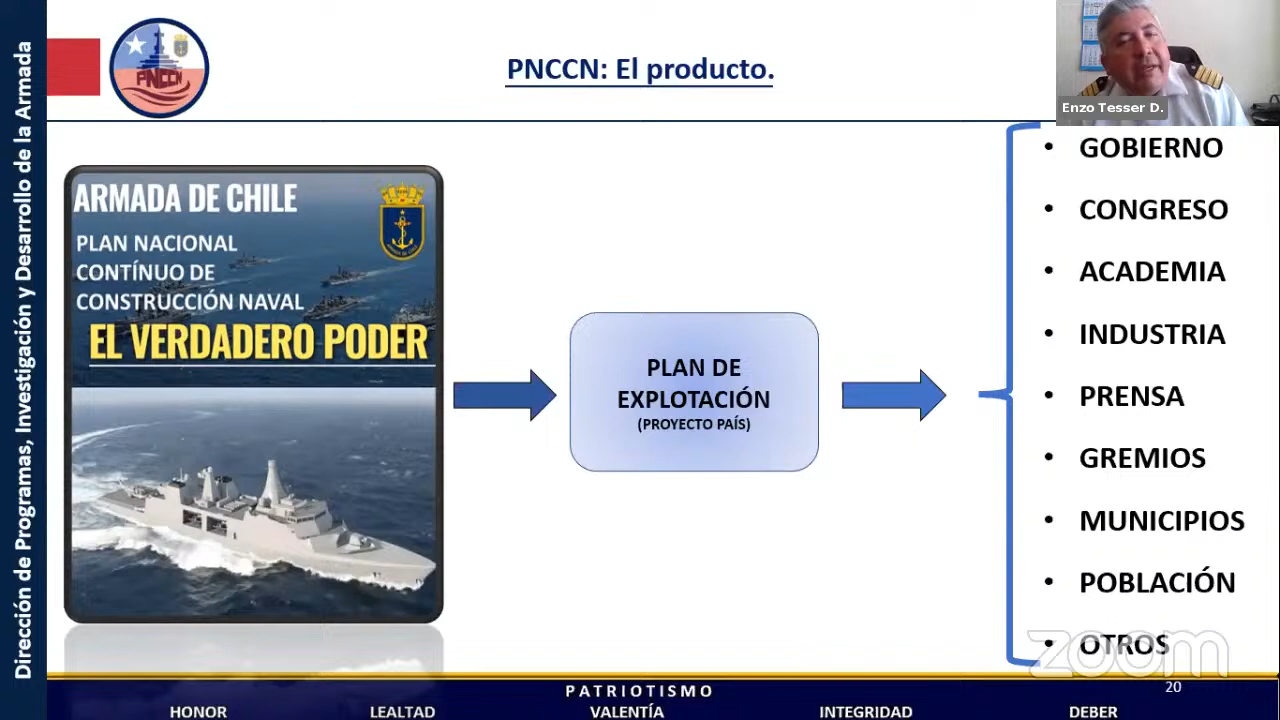 Dirección de Programas, Investigación y Desarrollo de la Armada
PNCCN
PNCCN: El producto.
Enzo Tesser D.
ARMADA DE CHILE
PLAN NACIONAL
CONTÍNUO DE
CONSTRUCCIÓN NAVAL
EL VERDADERO PODER
PLAN DE
EXPLOTACIÓN
(PROYECTO PAÍS)
• GOBIERNO
• CONGRESO
• ACADEMIA
• INDUSTRIA
• PRENSA
• GREMIOS
• MUNICIPIOS
• POBLACIÓN
• OTROS
zoom
20
PATRIOTISMO
HONOR LEALTAD VALENTÍA INTEGRIDAD DEBER